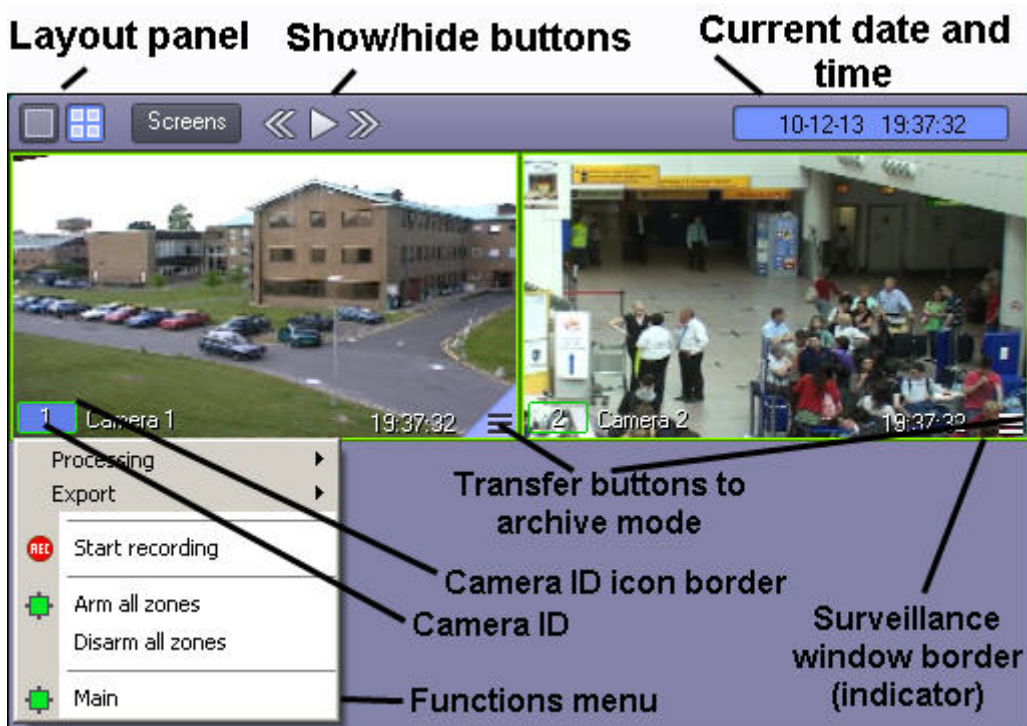 Layout panel
Show/hide buttons
Current date and
time
Screens
10-12-13 19:37:32
1
Camera 1
19:37:32
2
Camera 2
19:37:32
Processing
Export
REC
Start recording
Arm all zones
Disarm all zones
Main
Transfer buttons to
archive mode
Camera ID icon border
Camera ID
Functions menu
Surveillance
window border
(indicator)